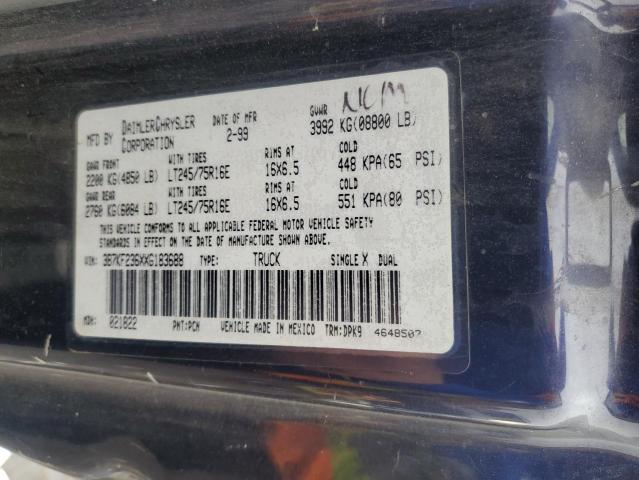 MFD BY DAIMLERCHRYSLER CORPORATION DATE OF MFR 2-99 GVWR 3992 KG(08800 LB)
GAWR FRONT WITH TIRES RIMS AT COLD
2200 KG(4850 LB) LT245/75R16E 16X6.5 448 KPA(65 PSI)
GAWR REAR WITH TIRES RIMS AT COLD
2760 KG(6084 LB) LT245/75R16E 16X6.5 551 KPA(80 PSI)
THIS VEHICLE CONFORMS TO ALL APPLICABLE FEDERAL MOTOR VEHICLE SAFETY
STANDARDS IN EFFECT ON THE DATE OF MANUFACTURE SHOWN ABOVE.
VIN: 3B7KF236XXG183688 TYPE: TRUCK SINGLE X DUAL
MDH: 021822 PNT:PCN VEHICLE MADE IN MEXICO TRM:DPK9 4648507